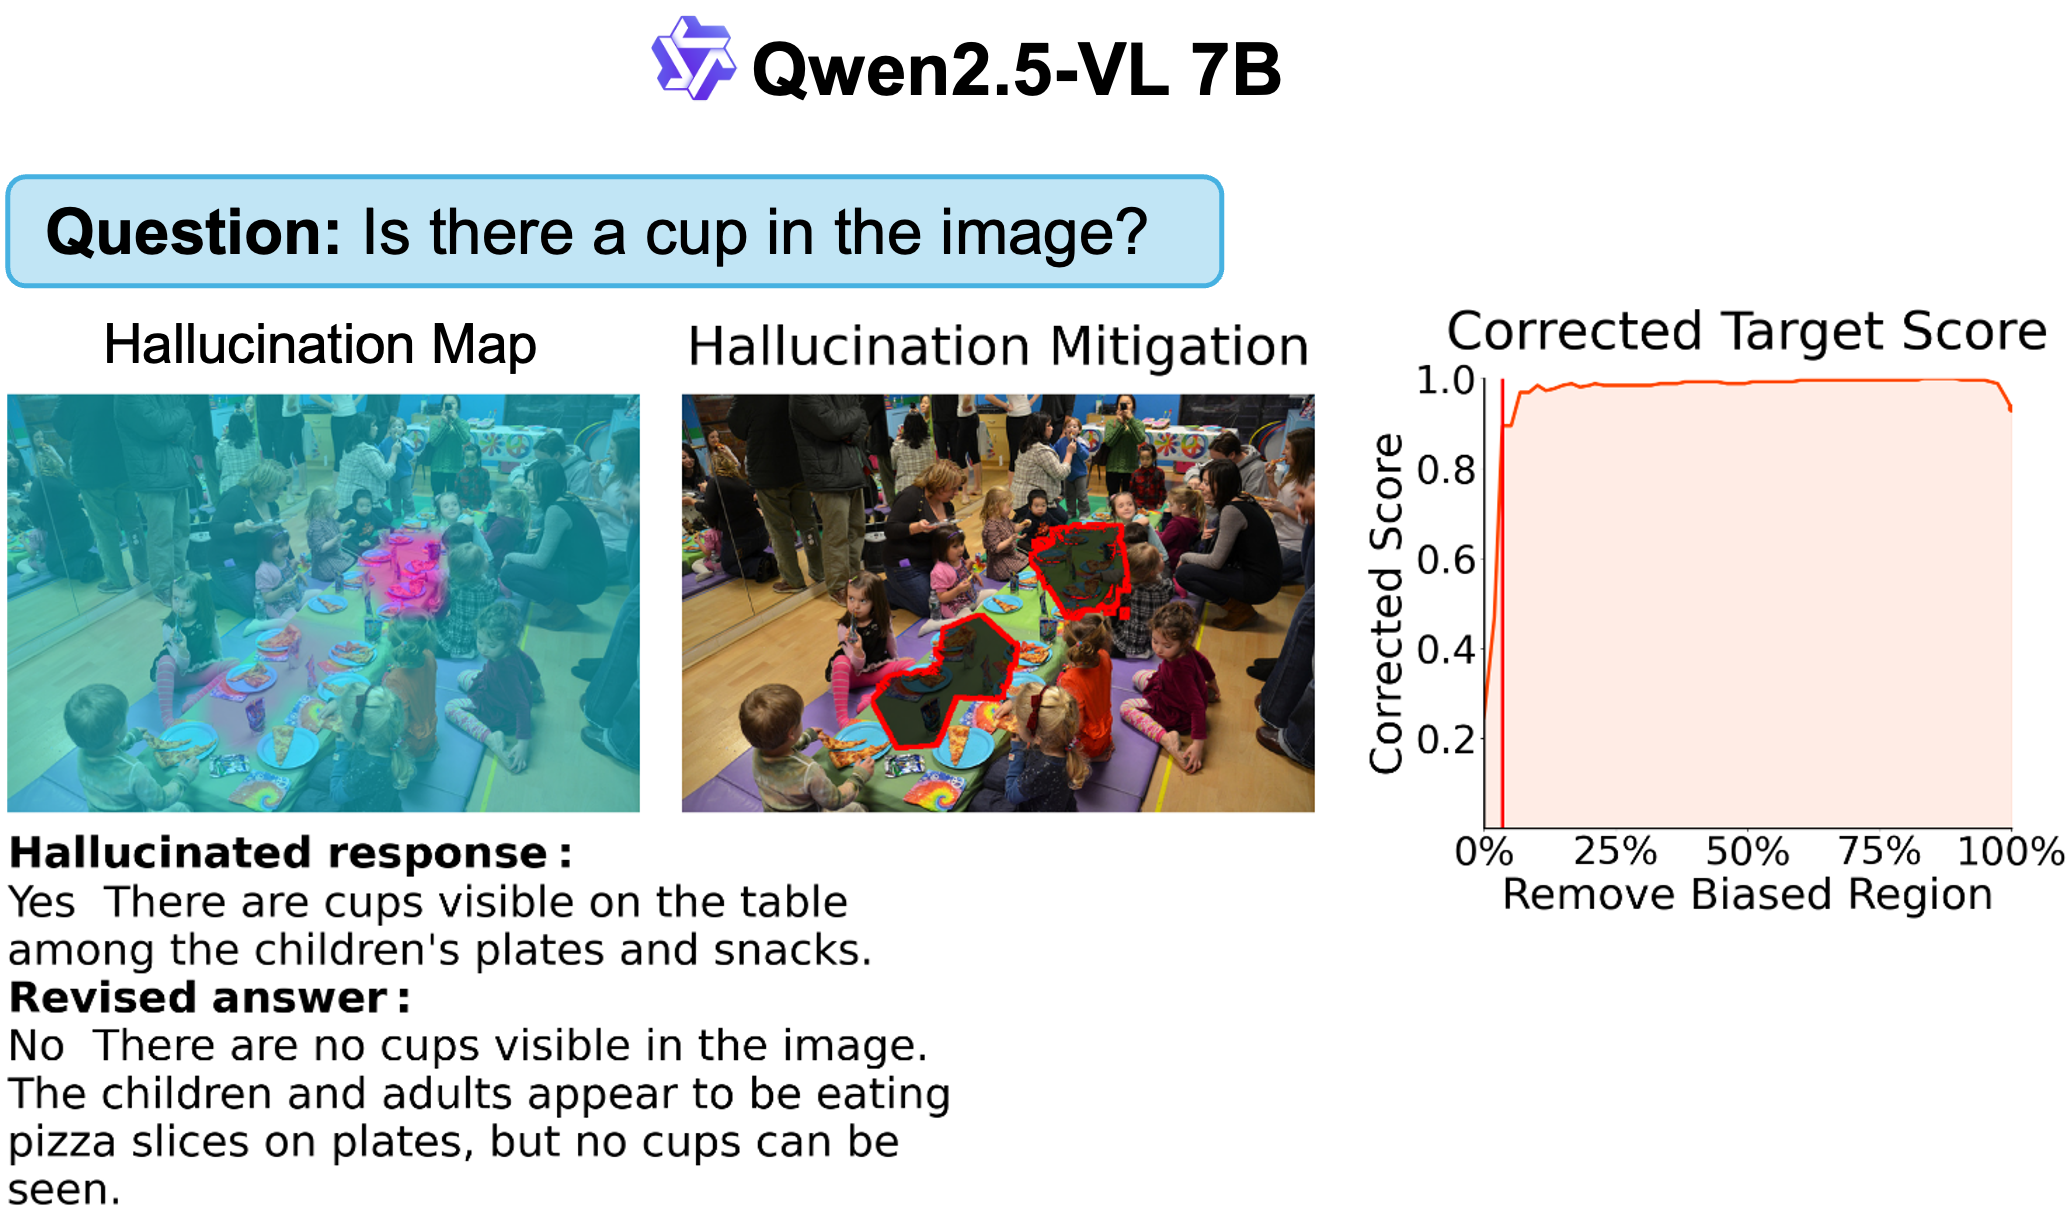 Qwen2.5-VL 7B
Question: Is there a cup in the image?
Hallucination Map
Hallucination Mitigation
Corrected Target Score
1.0
0.8
0.6
0.4
0.2
Corrected Score
0% 25% 50% 75% 100%
Remove Biased Region
Hallucinated response:
Yes There are cups visible on the table
among the children's plates and snacks.
Revised answer:
No There are no cups visible in the image.
The children and adults appear to be eating
pizza slices on plates, but no cups can be
seen.